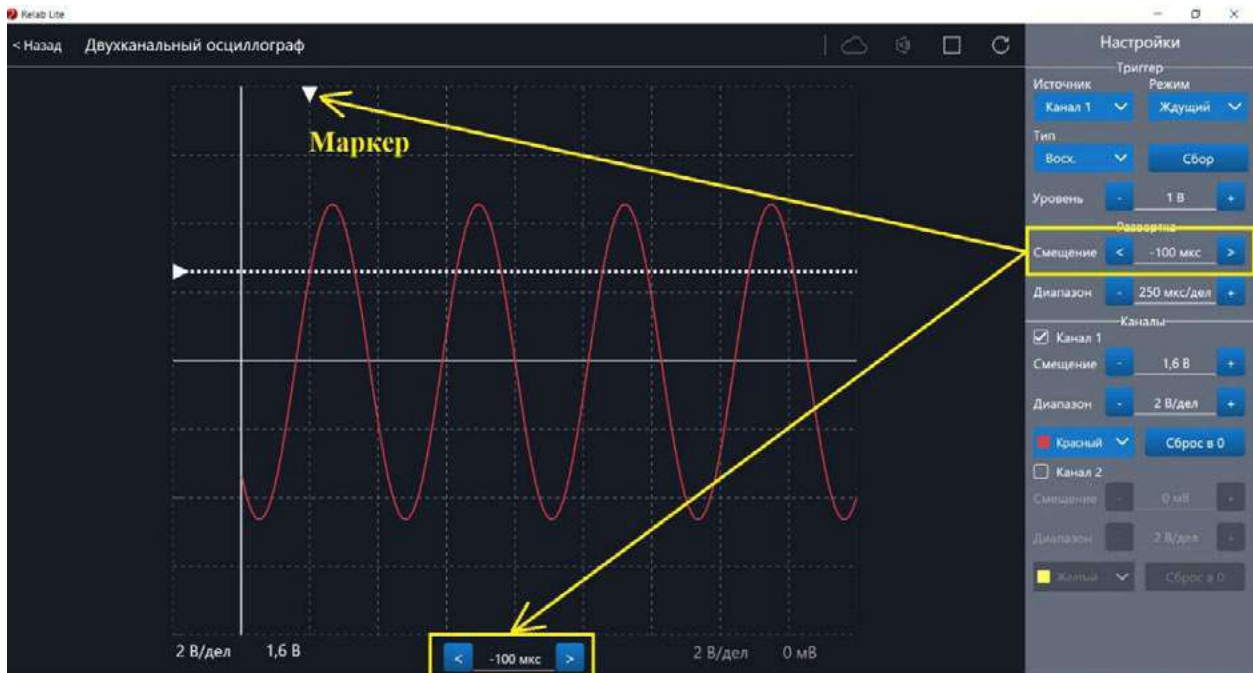 Relab Lite
< Назад Двухканальный осциллограф
Настройки
Триггер
Источник Режим
Канал 1 Ждущий
Тип
Восх. Сбор
Уровень - 1 В +
Развертка
Смещение < -100 мкс >
Диапазон - 250 мкс/дел +
Каналы
Канал 1
Смещение - 1,6 В +
Диапазон - 2 В/дел +
Красный Сброс в 0
Канал 2
Смещение - 0 мВ +
Диапазон - 2 В/дел +
Желтый Сброс в 0
Маркер
2 В/дел 1,6 В
< -100 мкс >
2 В/дел 0 мВ